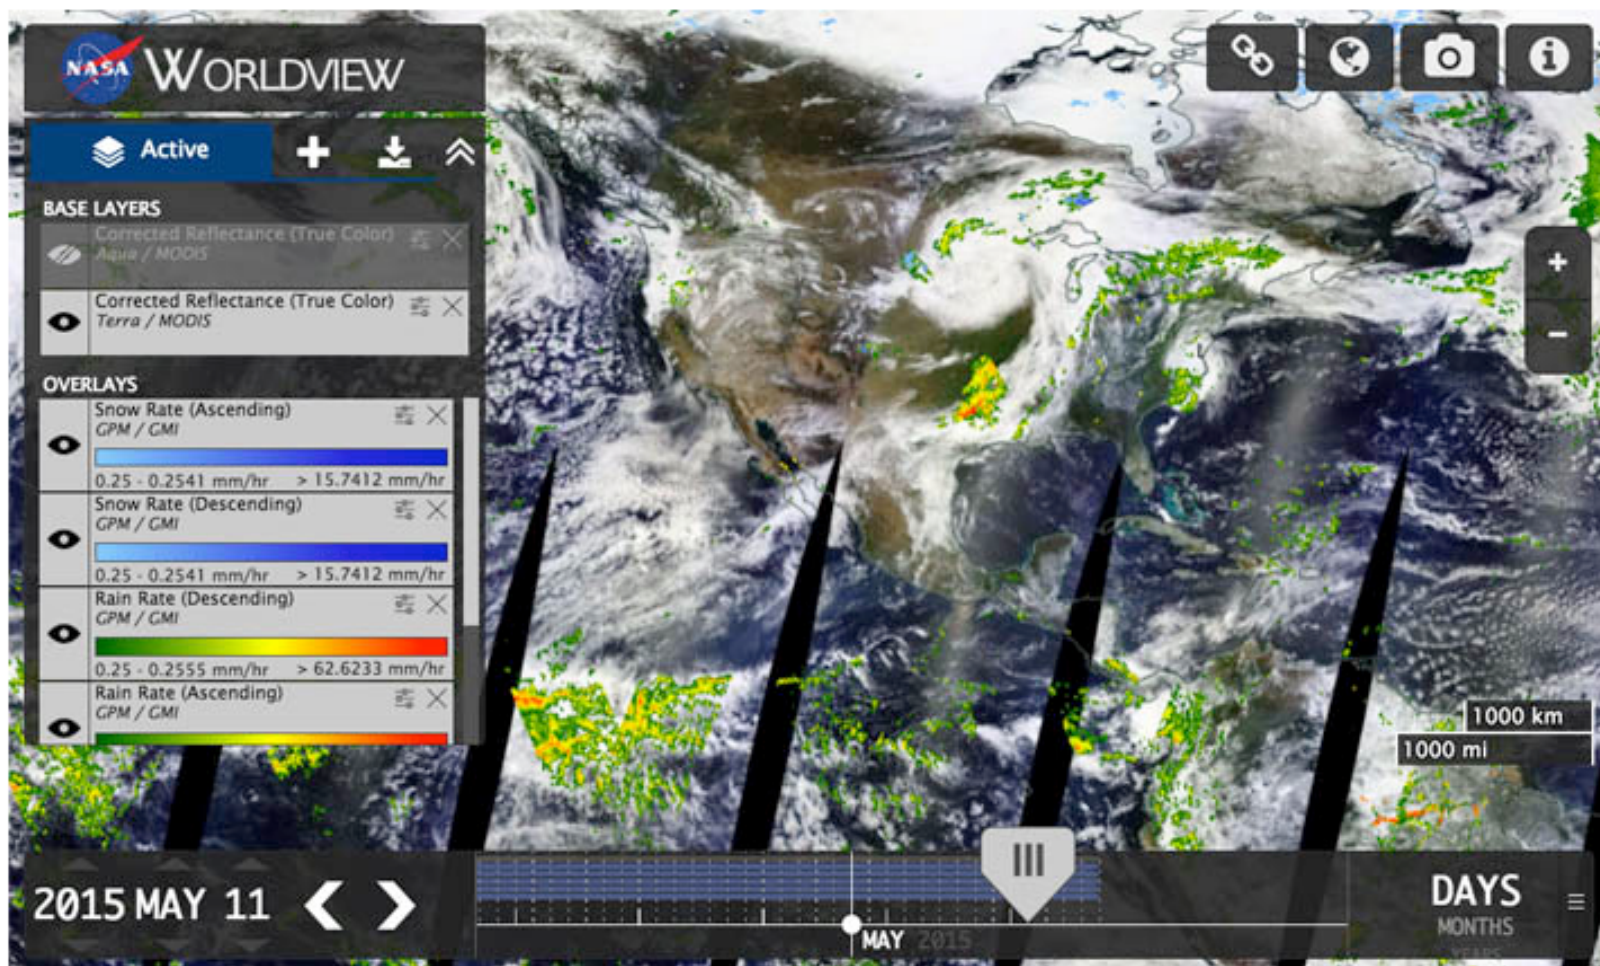 NASA WORLDVIEW
Active
BASE LAYERS
Corrected Reflectance (True Color)
Aqua / MODIS
Corrected Reflectance (True Color)
Terra / MODIS
OVERLAYS
Snow Rate (Ascending)
GPM / GMI
0.25 - 0.2541 mm/hr > 15.7412 mm/hr
Snow Rate (Descending)
GPM / GMI
0.25 - 0.2541 mm/hr > 15.7412 mm/hr
Rain Rate (Descending)
GPM / GMI
0.25 - 0.2555 mm/hr > 62.6233 mm/hr
Rain Rate (Ascending)
GPM / GMI
+
−
1000 km
1000 mi
2015 MAY 11
MAY 2015
DAYS
MONTHS
YEARS